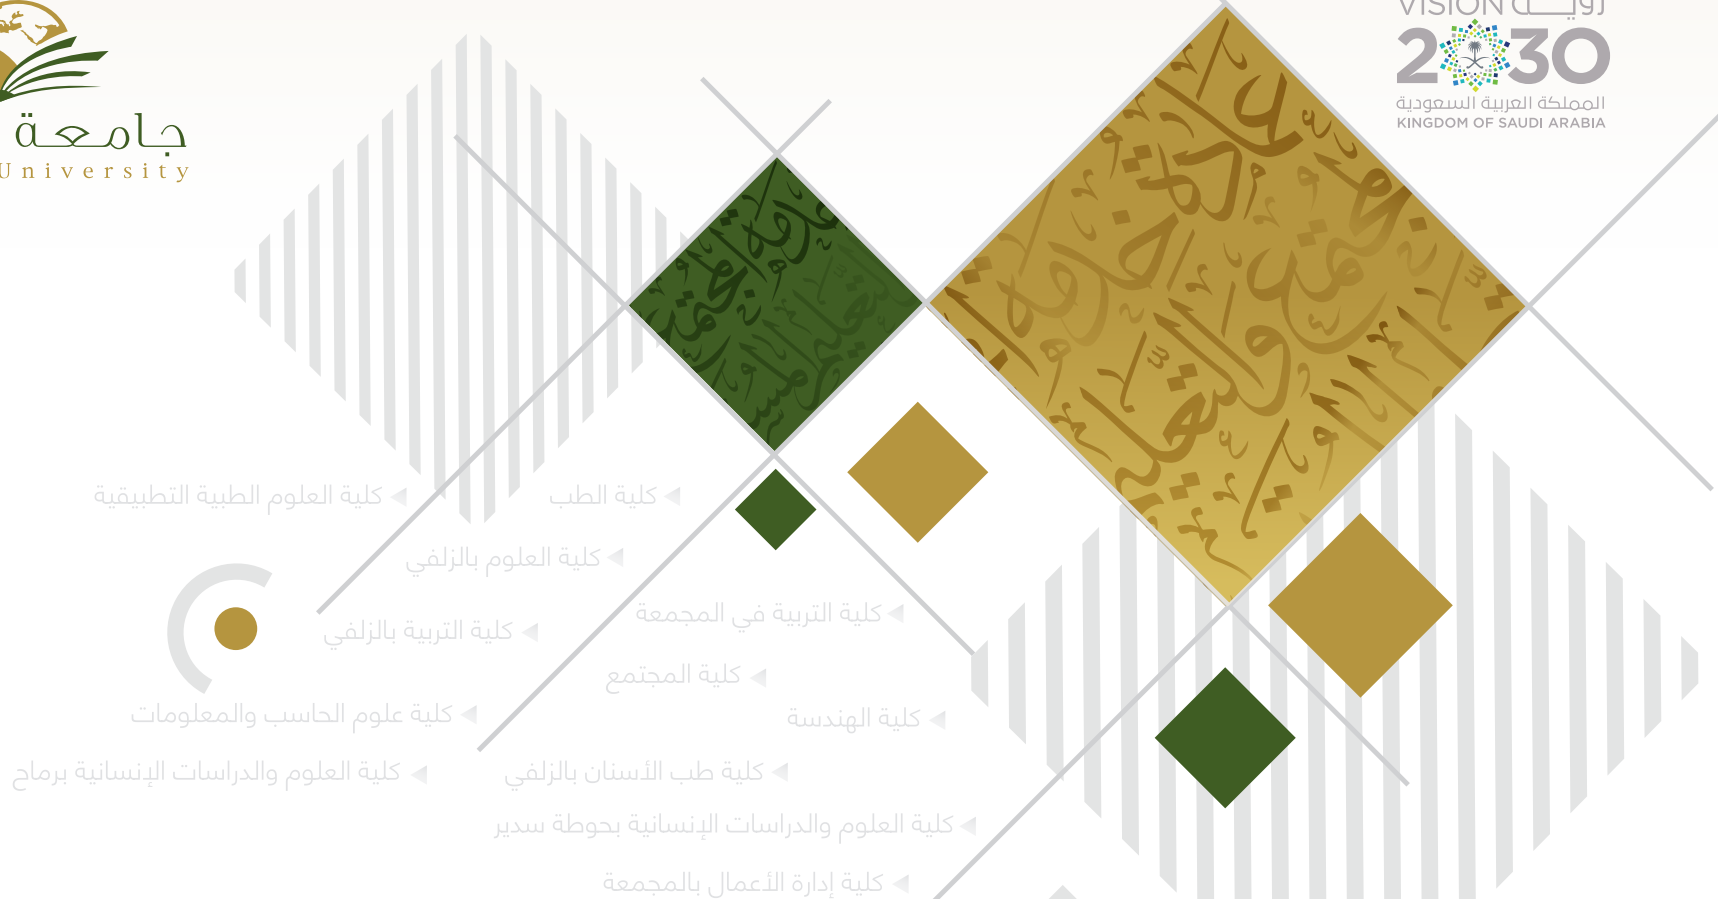 VISION رؤيــــة
2030
المملكة العربية السعودية
KINGDOM OF SAUDI ARABIA
جامعة
University
كلية الطب
كلية العلوم الطبية التطبيقية
كلية العلوم بالزلفي
كلية التربية في المجمعة
كلية التربية بالزلفي
كلية المجتمع
كلية الهندسة
كلية علوم الحاسب والمعلومات
كلية طب الأسنان بالزلفي
كلية العلوم والدراسات الإنسانية برماح
كلية العلوم والدراسات الإنسانية بحوطة سدير
كلية إدارة الأعمال بالمجمعة